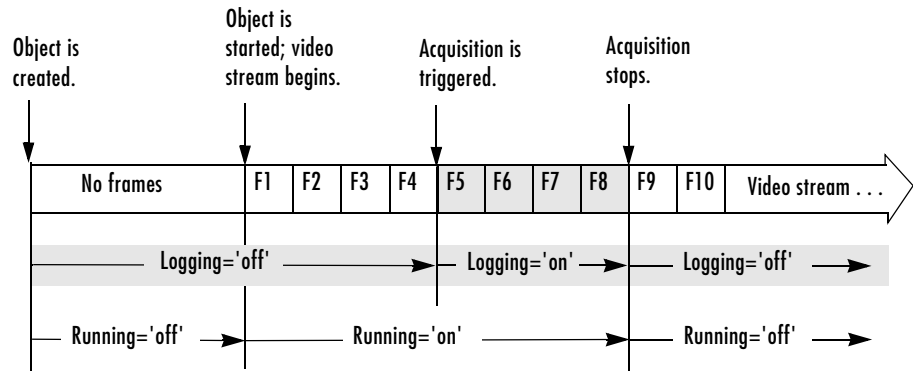 Object is
created.
Object is
started; video
stream begins.
Acquisition is
triggered.
Acquisition
stops.
No frames
F1
F2
F3
F4
F5
F6
F7
F8
F9
F10
Video stream . . .
Logging='off'
Logging='on'
Logging='off'
Running='off'
Running='on'
Running='off'